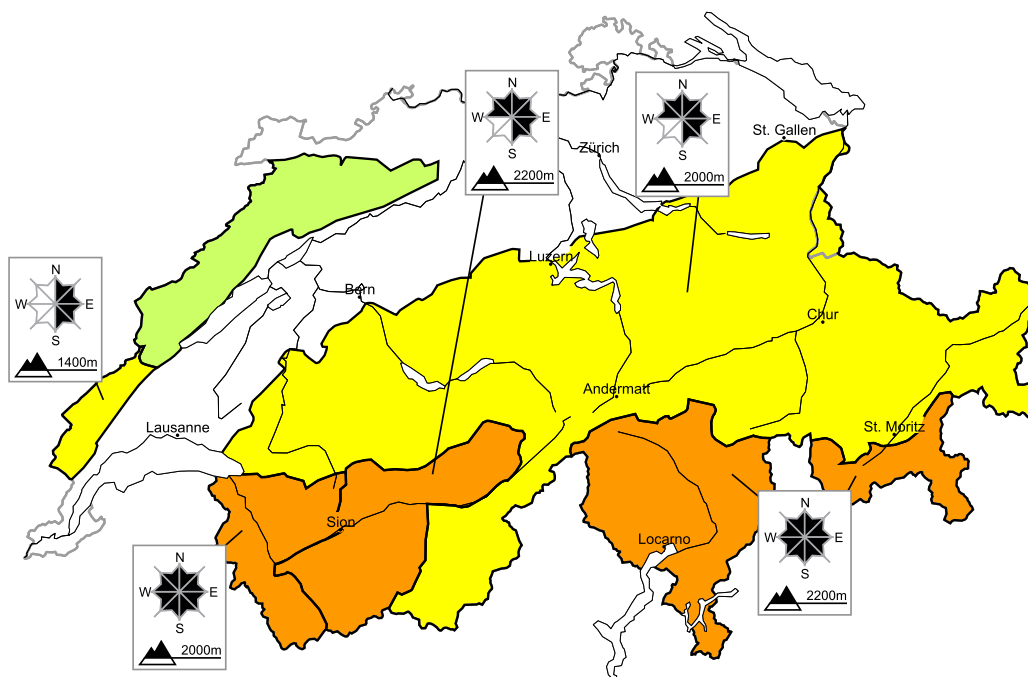 N
W E
S
2200m
N
W E
S
2000m
St. Gallen
Zürich
Luzern
N
W E
S
1400m
Bern
Chur
Andermatt
Lausanne
St. Moritz
Sion
Locarno
N
W E
S
2200m
N
W E
S
2000m